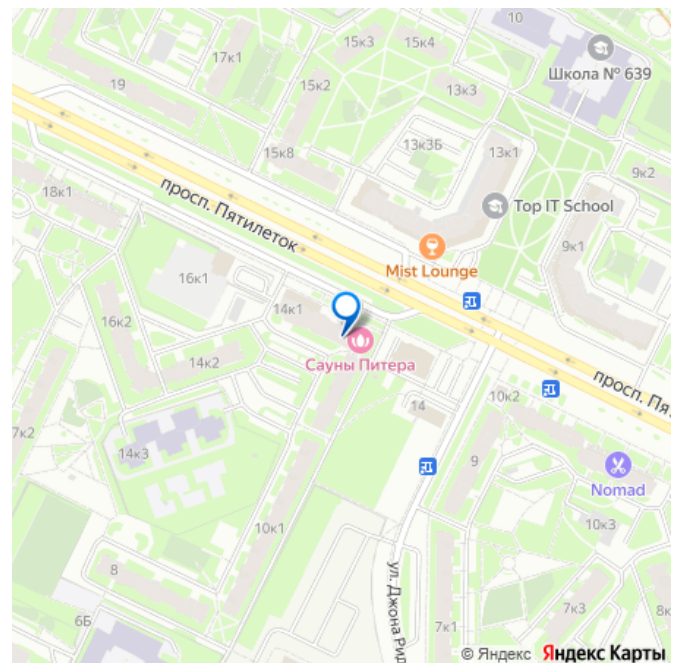 10
15к3
15к4
17к1
Школа № 639
19
15к2
13к3
15к8
13к3Б
13к1
9к2
18к1
просп. Пятилеток
Top IT School
9к1
Mist Lounge
16к1
14к1
16к2
14к2
Сауны Питера
просп. Пя
14
10к2
7к2
14к3
9
Nomad
10к1
10к3
8
ул. Джона Рид
6Б
7к1
7к3
8к
© Яндекс Яндекс Карты